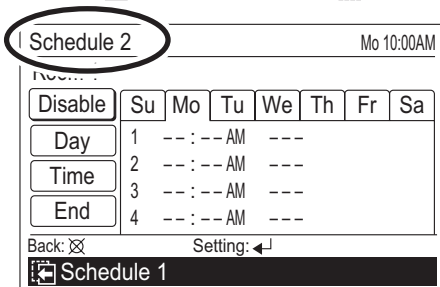 Schedule 2 Mo 10:00AM
Disable Su Mo Tu We Th Fr Sa
Day 1 --:--AM ---
Time 2 --:--AM ---
3 --:--AM ---
End 4 --:--AM ---
Back: Setting:
Schedule 1